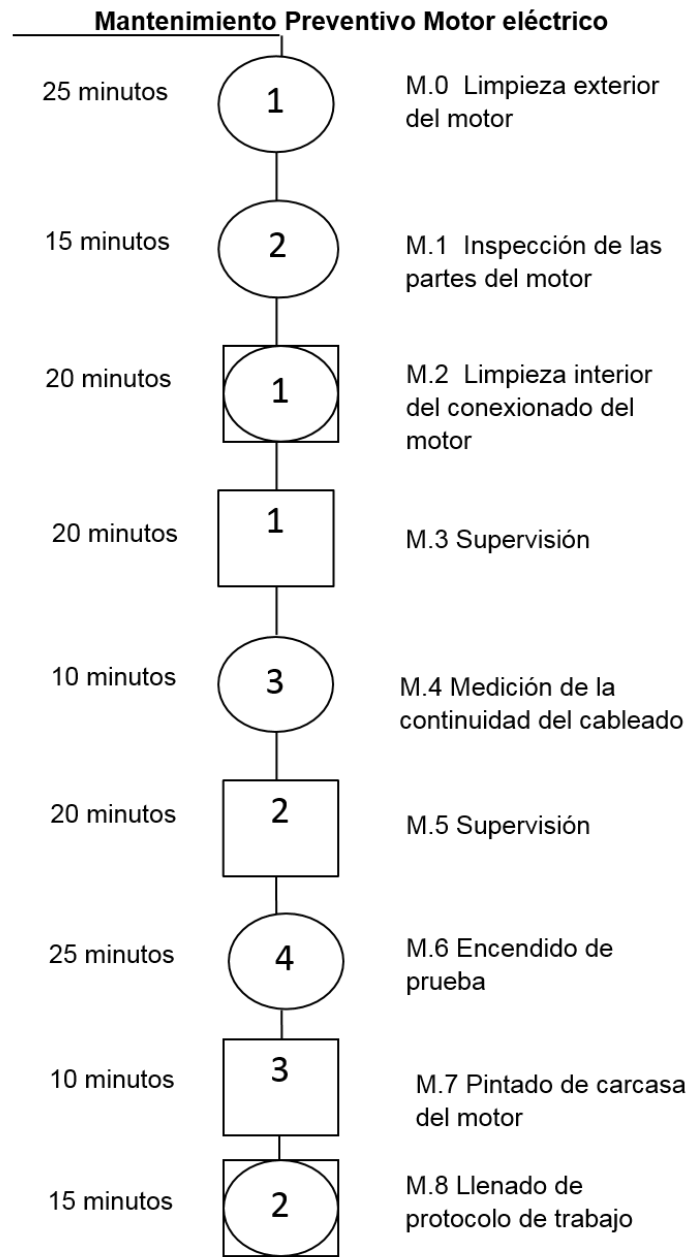 Mantenimiento Preventivo Motor eléctrico
25 minutos
1
M.0 Limpieza exterior
del motor
15 minutos
2
M.1 Inspección de las
partes del motor
20 minutos
1
M.2 Limpieza interior
del conexionado del
motor
20 minutos
1
M.3 Supervisión
10 minutos
3
M.4 Medición de la
continuidad del cableado
20 minutos
2
M.5 Supervisión
25 minutos
4
M.6 Encendido de
prueba
10 minutos
3
M.7 Pintado de carcasa
del motor
15 minutos
2
M.8 Llenado de
protocolo de trabajo